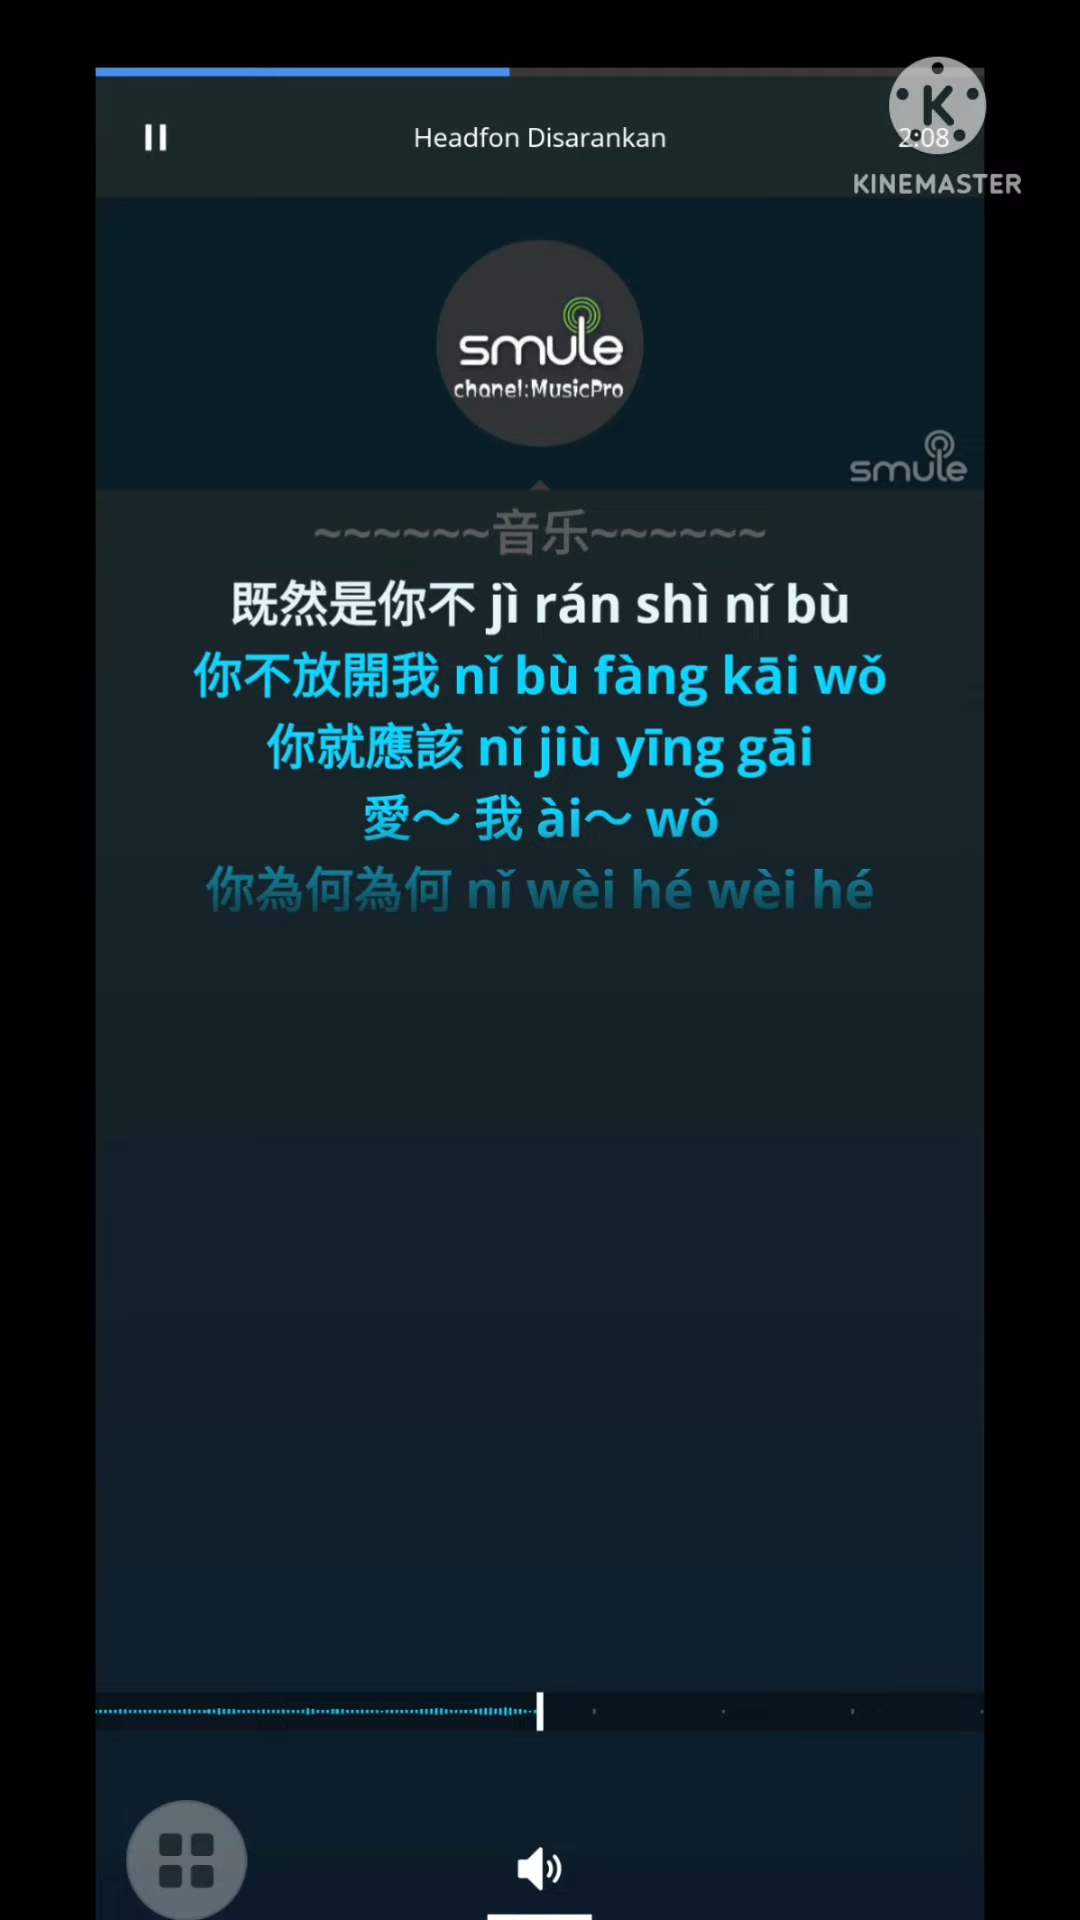 Headfon Disarankan
2:08
KINEMASTER
smule
chanel:MusicPro
smule
~~~~~~音乐~~~~~~
既然是你不 jì rán shì nǐ bù
你不放開我 nǐ bù fàng kāi wǒ
你就應該 nǐ jiù yīng gāi
愛～ 我 ài～ wǒ
你為何為何 nǐ wèi hé wèi hé